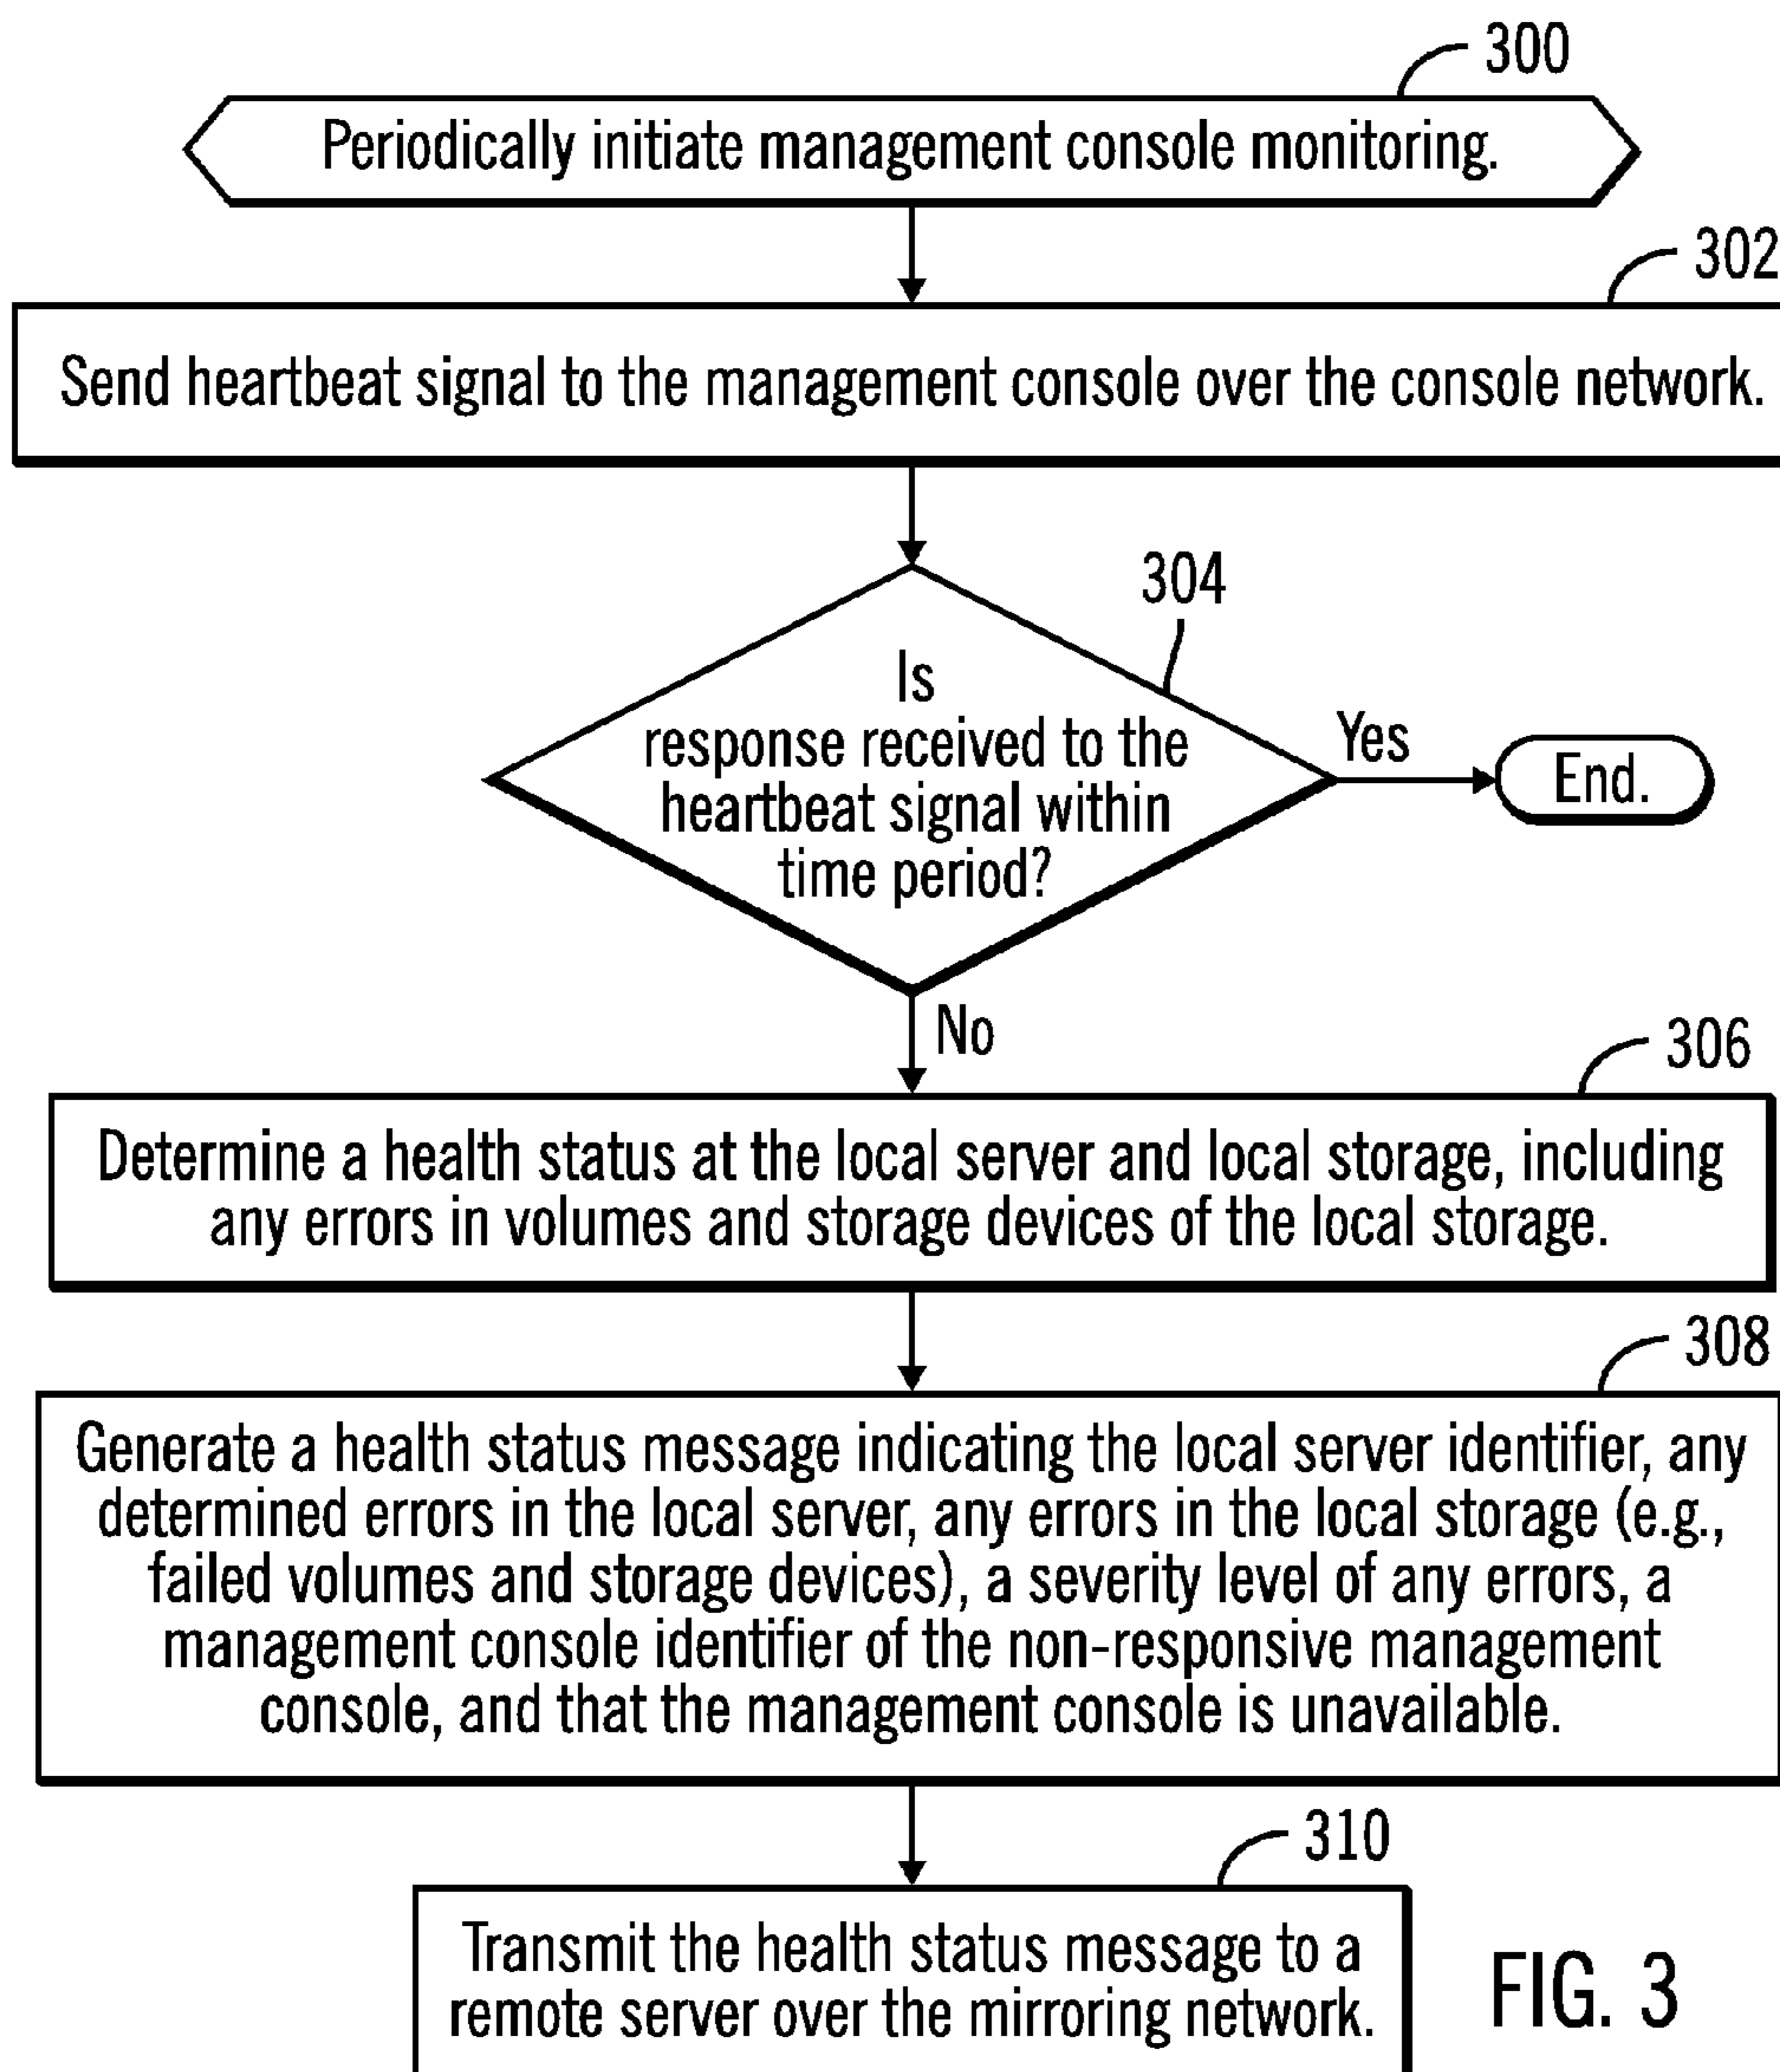 300
Periodically initiate management console monitoring.
302
Send heartbeat signal to the management console over the console network.
304
Is
response received to the
heartbeat signal within
time period?
Yes
End.
No
306
Determine a health status at the local server and local storage, including
any errors in volumes and storage devices of the local storage.
308
Generate a health status message indicating the local server identifier, any
determined errors in the local server, any errors in the local storage (e.g.,
failed volumes and storage devices), a severity level of any errors, a
management console identifier of the non-responsive management
console, and that the management console is unavailable.
310
Transmit the health status message to a
remote server over the mirroring network.
FIG. 3